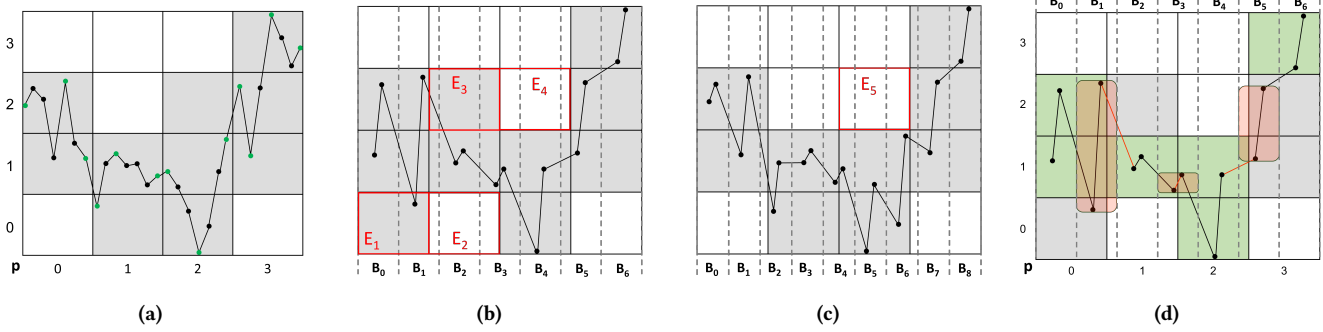 3
2
1
0
p 0 1 2 3
(a)
E3 E4
E1 E2
B0 B1 B2 B3 B4 B5 B6
(b)
E5
B0 B1 B2 B3 B4 B5 B6 B7 B8
(c)
B0 B1 B2 B3 B4 B5 B6
3
2
1
0
p 0 1 2 3
(d)